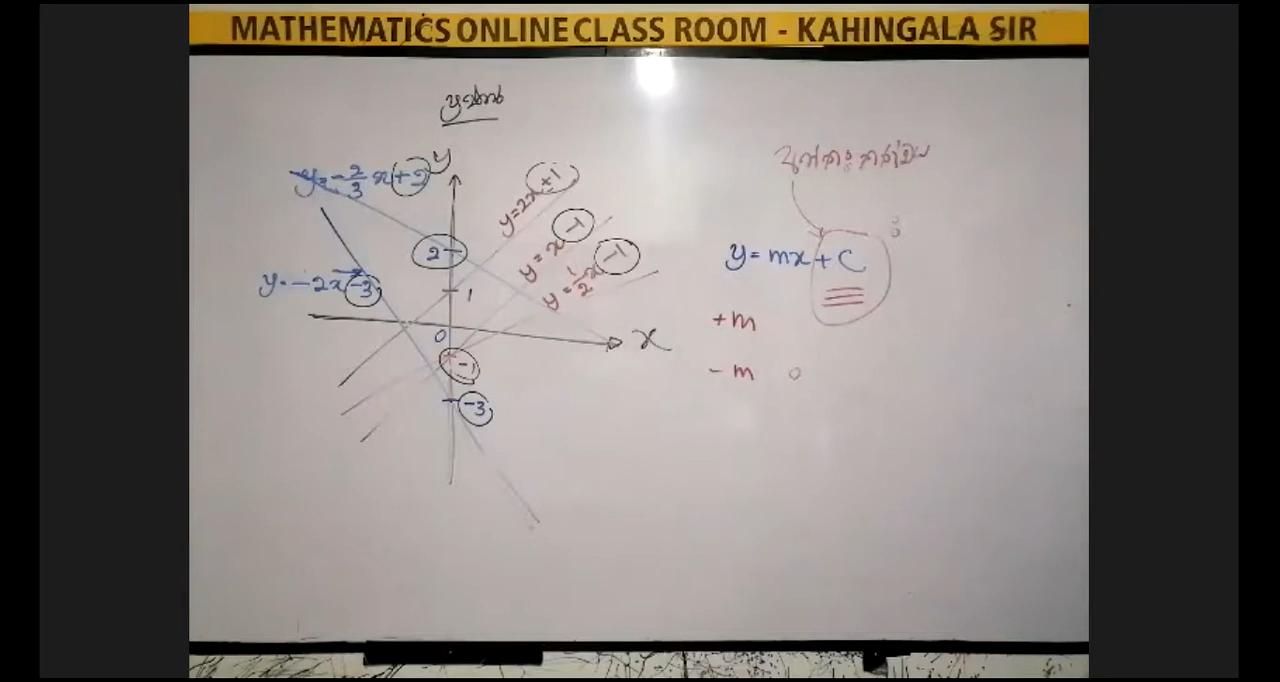 MATHEMATICS ONLINE CLASS ROOM - KAHINGALA SIR
ප්‍රස්තාර
y
y = -2/3 x + 2
y = 2x + 1
y = x - 1
y = 1/2 x - 1
y = -2x - 3
2
1
0
x
-1
-3
y = mx + c
+m
-m